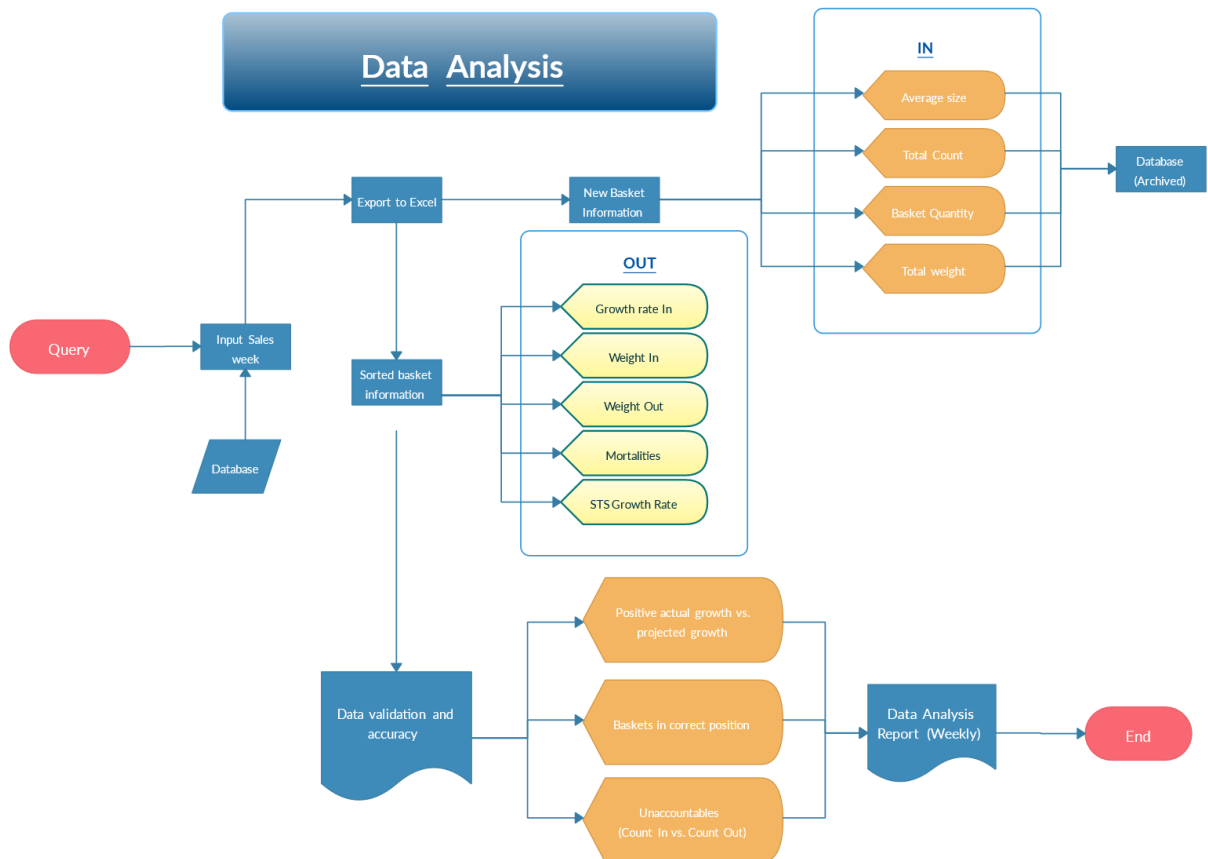 Data Analysis
IN
Average size
Total Count
Basket Quantity
Total weight
Database
(Archived)
Export to Excel
New Basket
Information
OUT
Growth rate In
Weight In
Weight Out
Mortalities
STS Growth Rate
Query
Input Sales
week
Sorted basket
information
Database
Positive actual growth vs.
projected growth
Data validation and
accuracy
Baskets in correct position
Data Analysis
Report (Weekly)
End
Unaccountables
(Count In vs. Count Out)